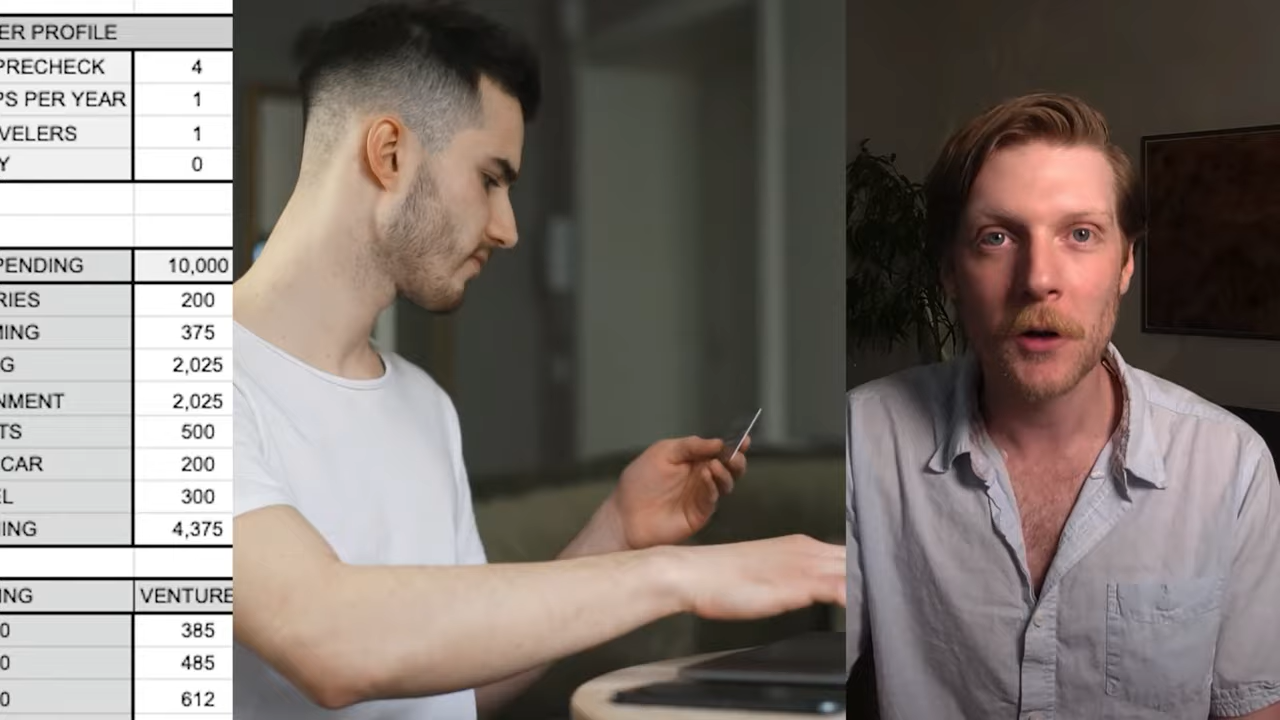 ER PROFILE
PRECHECK 4
PS PER YEAR 1
VELERS 1
Y 0
PENDING 10,000
RIES 200
MING 375
G 2,025
NMENT 2,025
TS 500
CAR 200
EL 300
NING 4,375
NG VENTURE
0 385
0 485
0 612